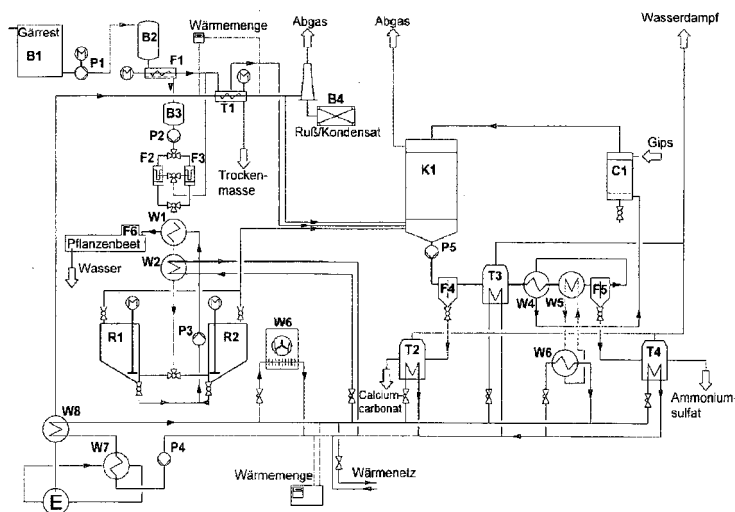 Gärrest
B1
P1
B2
F1
Wärmemenge
T1
Abgas
Abgas
Wasserdampf
B4
Ruß/Kondensat
B3
P2
F2
F3
Trocken-
masse
K1
C1
Gips
F6
W1
Pflanzenbeet
Wasser
W2
P5
F4
T3
W4
W5
F5
R1
P3
R2
W6
T2
W6
T4
Calcium-
carbonat
Ammonium-
sulfat
W8
W7
P4
E
Wärmemenge
Wärmenetz